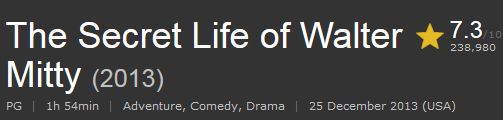 The Secret Life of Walter
Mitty (2013)
7.3/10
238,980
PG | 1h 54min | Adventure, Comedy, Drama | 25 December 2013 (USA)